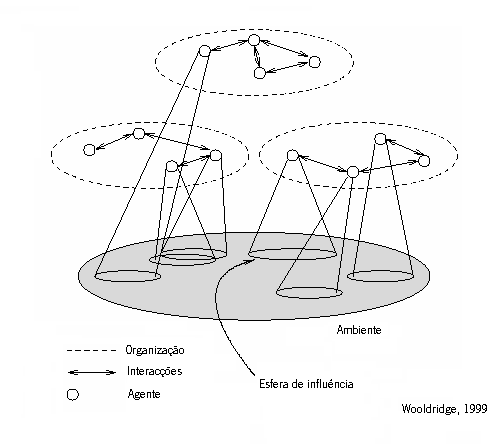 Ambiente
Organização
Interacções
Agente
Esfera de influência
Wooldridge, 1999